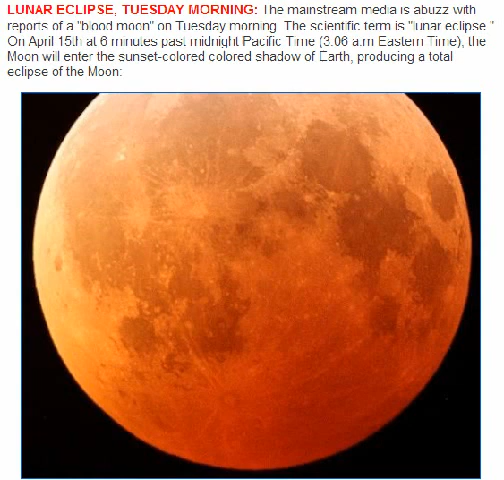 LUNAR ECLIPSE, TUESDAY MORNING: The mainstream media is abuzz with
reports of a "blood moon" on Tuesday morning. The scientific term is "lunar eclipse."
On April 15th at 6 minutes past midnight Pacific Time (3:06 a.m Eastern Time), the
Moon will enter the sunset-colored colored shadow of Earth, producing a total
eclipse of the Moon: